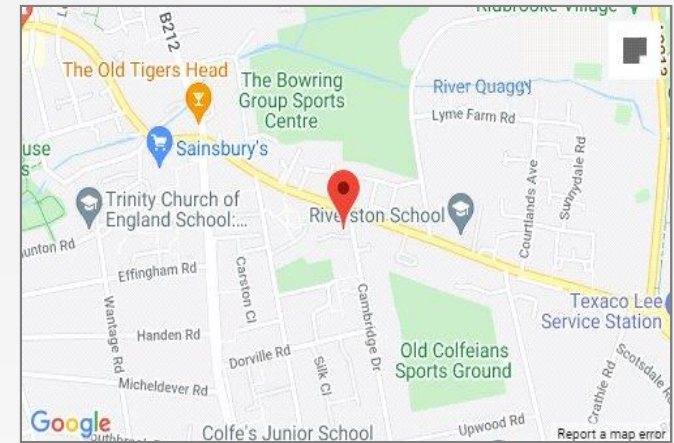 Kidbrooke Village
B212
The Old Tigers Head
The Bowring
Group Sports
Centre
River Quaggy
Lyme Farm Rd
Sainsbury's
use
s
Trinity Church of
England School:...
Riverston School
Courtlands Ave
Sunnydale Rd
unton Rd
Effingham Rd
Carston Cl
Cambridge Dr
Wantage Rd
Texaco Lee
Service Station
Handen Rd
Dorville Rd
Silk Cl
Old Colfeians
Sports Ground
Scotsdale R
Crathie Rd
Micheldever Rd
Google
Colfe's Junior School
Upwood Rd
Report a map error